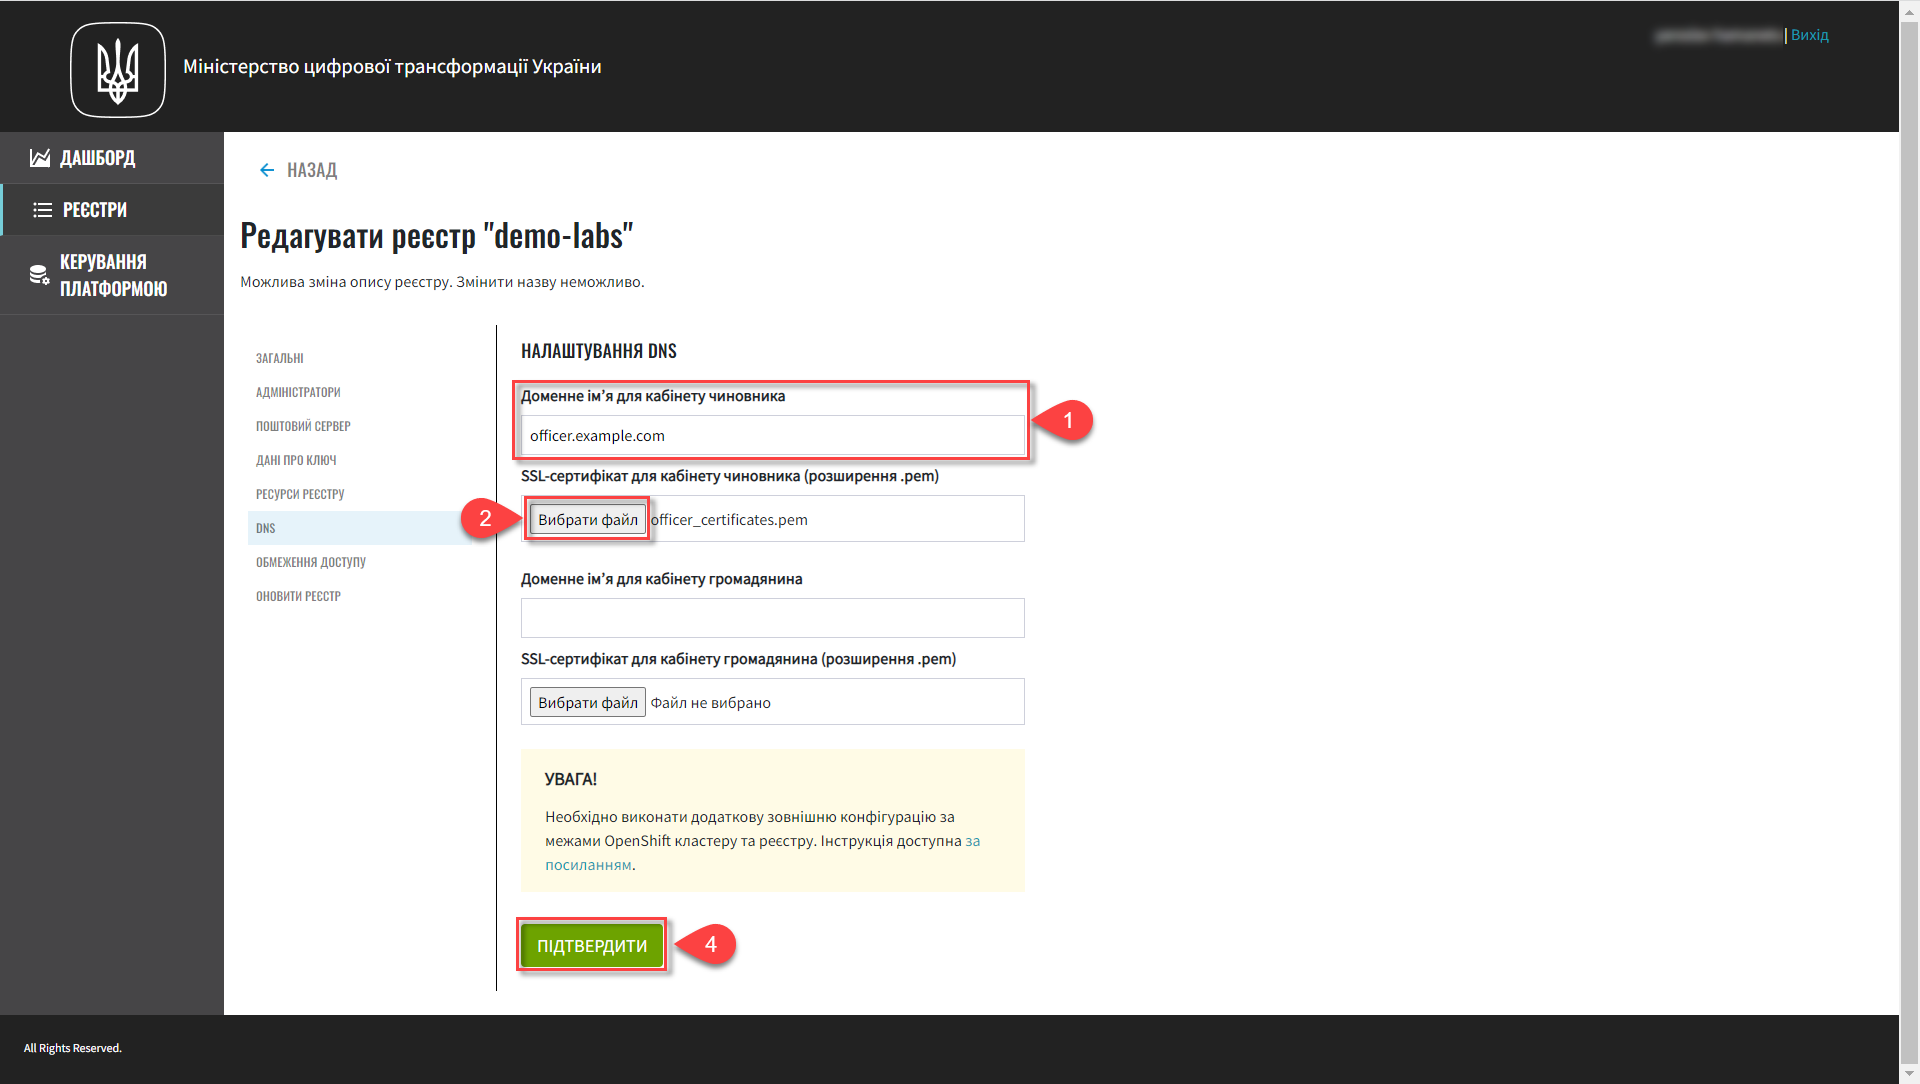 Вихід
Міністерство цифрової трансформації України
ДАШБОРД
РЕЄСТРИ
КЕРУВАННЯ
ПЛАТФОРМОЮ
НАЗАД
Редагувати реєстр "demo-labs"
Можлива зміна опису реєстру. Змінити назву неможливо.
ЗАГАЛЬНІ
АДМІНІСТРАТОРИ
ПОШТОВИЙ СЕРВЕР
ДАНІ ПРО КЛЮЧ
РЕСУРСИ РЕЄСТРУ
DNS
ОБМЕЖЕННЯ ДОСТУПУ
ОНОВИТИ РЕЄСТР
НАЛАШТУВАННЯ DNS
Доменне ім’я для кабінету чиновника
officer.example.com
1
SSL-сертифікат для кабінету чиновника (розширення .pem)
2
Вибрати файл officer_certificates.pem
Доменне ім’я для кабінету громадянина
SSL-сертифікат для кабінету громадянина (розширення .pem)
Вибрати файл Файл не вибрано
УВАГА!
Необхідно виконати додаткову зовнішню конфігурацію за
межами OpenShift кластеру та реєстру. Інструкція доступна за
посиланням.
ПІДТВЕРДИТИ
4
All Rights Reserved.